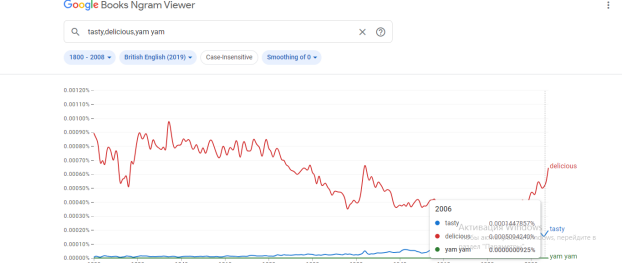 Google Books Ngram Viewer
tasty,delicious,yam yam
1800 - 2008
British English (2019)
Case-Insensitive
Smoothing of 0
0.00120%
0.00110%
0.00100%
0.00090%
0.00080%
0.00070%
0.00060%
0.00050%
0.00040%
0.00030%
0.00020%
0.00010%
0.00000%
delicious
tasty
yam yam
2006
tasty 0.0001447857%
delicious 0.0005094240%
yam yam
Активация Windows